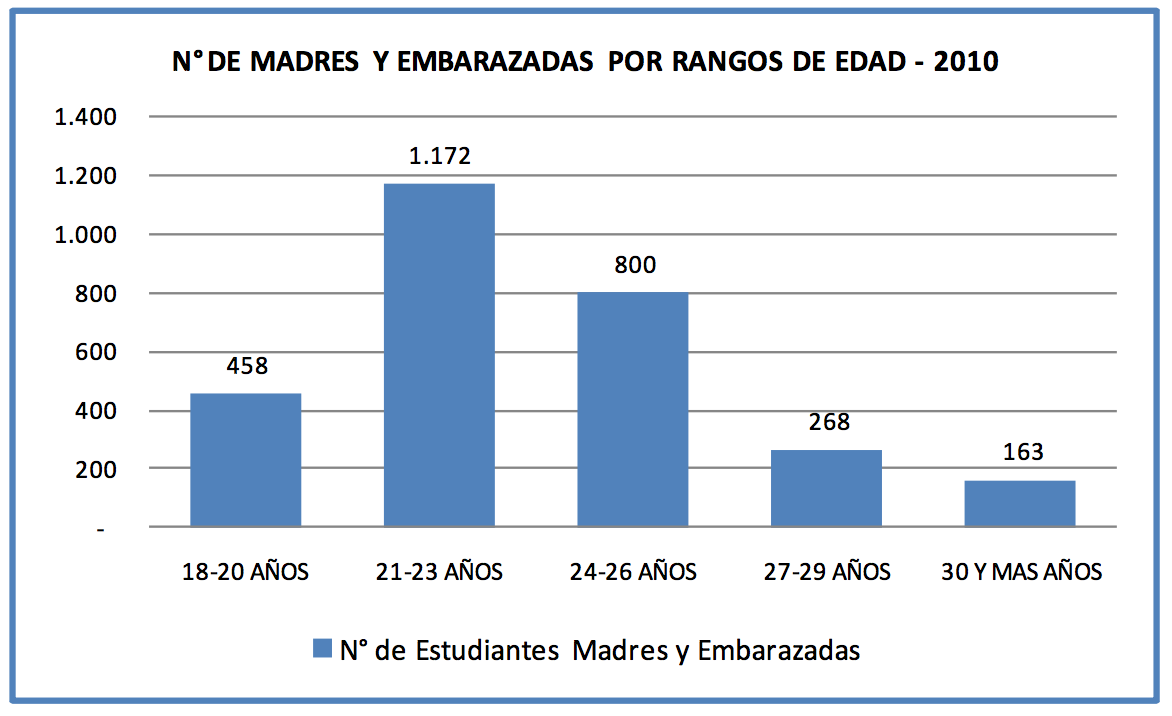 N° DE MADRES Y EMBARAZADAS POR RANGOS DE EDAD - 2010
1.400
1.200
1.000
800
600
400
200
-
458
1.172
800
268
163
18-20 AÑOS
21-23 AÑOS
24-26 AÑOS
27-29 AÑOS
30 Y MAS AÑOS
N° de Estudiantes Madres y Embarazadas